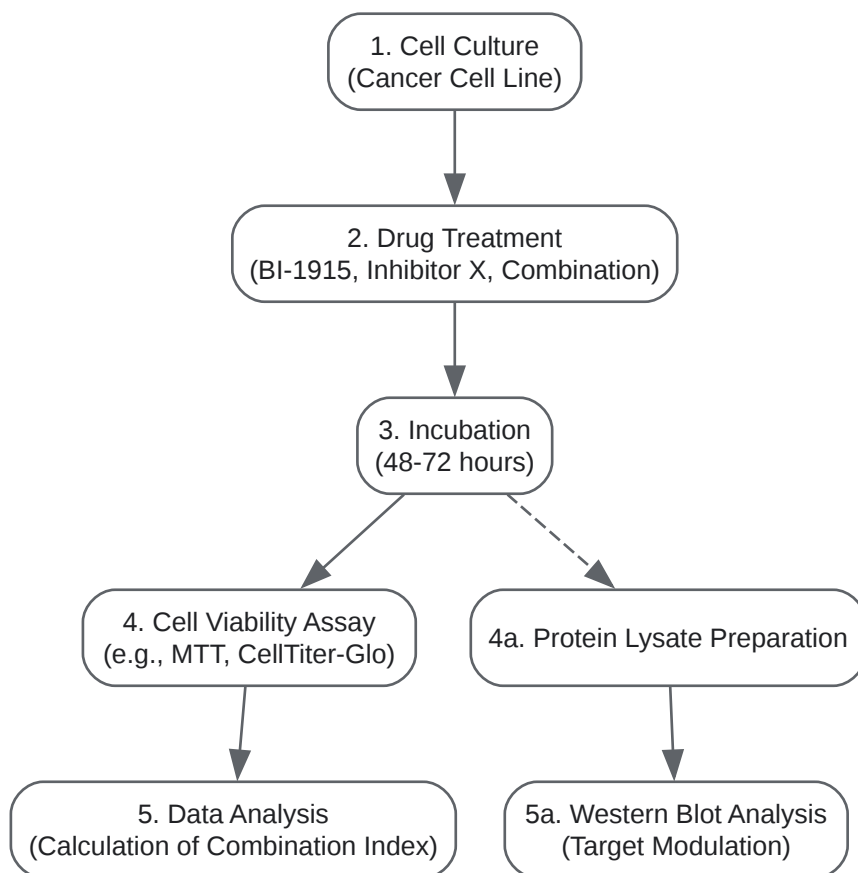 1. Cell Culture
(Cancer Cell Line)
2. Drug Treatment
(BI-1915, Inhibitor X, Combination)
3. Incubation
(48-72 hours)
4. Cell Viability Assay
(e.g., MTT, CellTiter-Glo)
4a. Protein Lysate Preparation
5. Data Analysis
(Calculation of Combination Index)
5a. Western Blot Analysis
(Target Modulation)